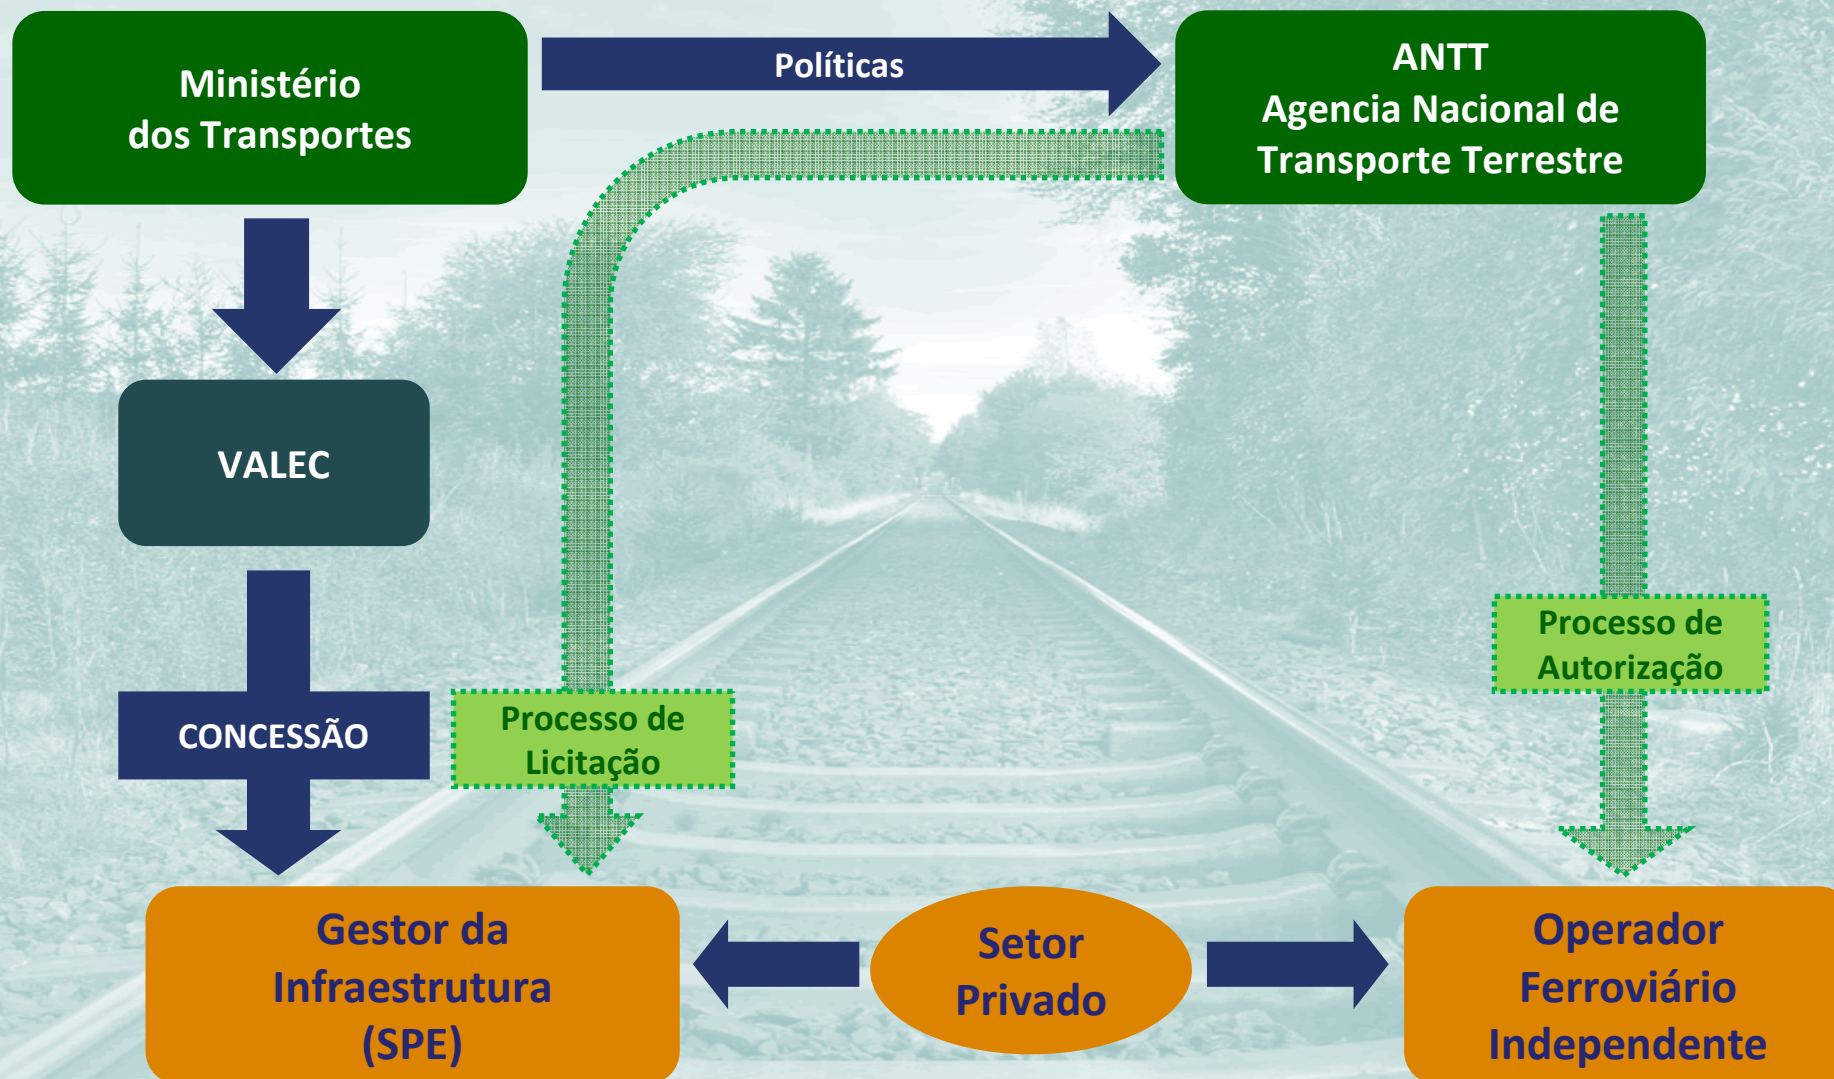 Ministério
dos Transportes
Políticas
ANTT
Agencia Nacional de
Transporte Terrestre
VALEC
CONCESSÃO
Processo de
Licitação
Processo de
Autorização
Gestor da
Infraestrutura
(SPE)
Setor
Privado
Operador
Ferroviário
Independente